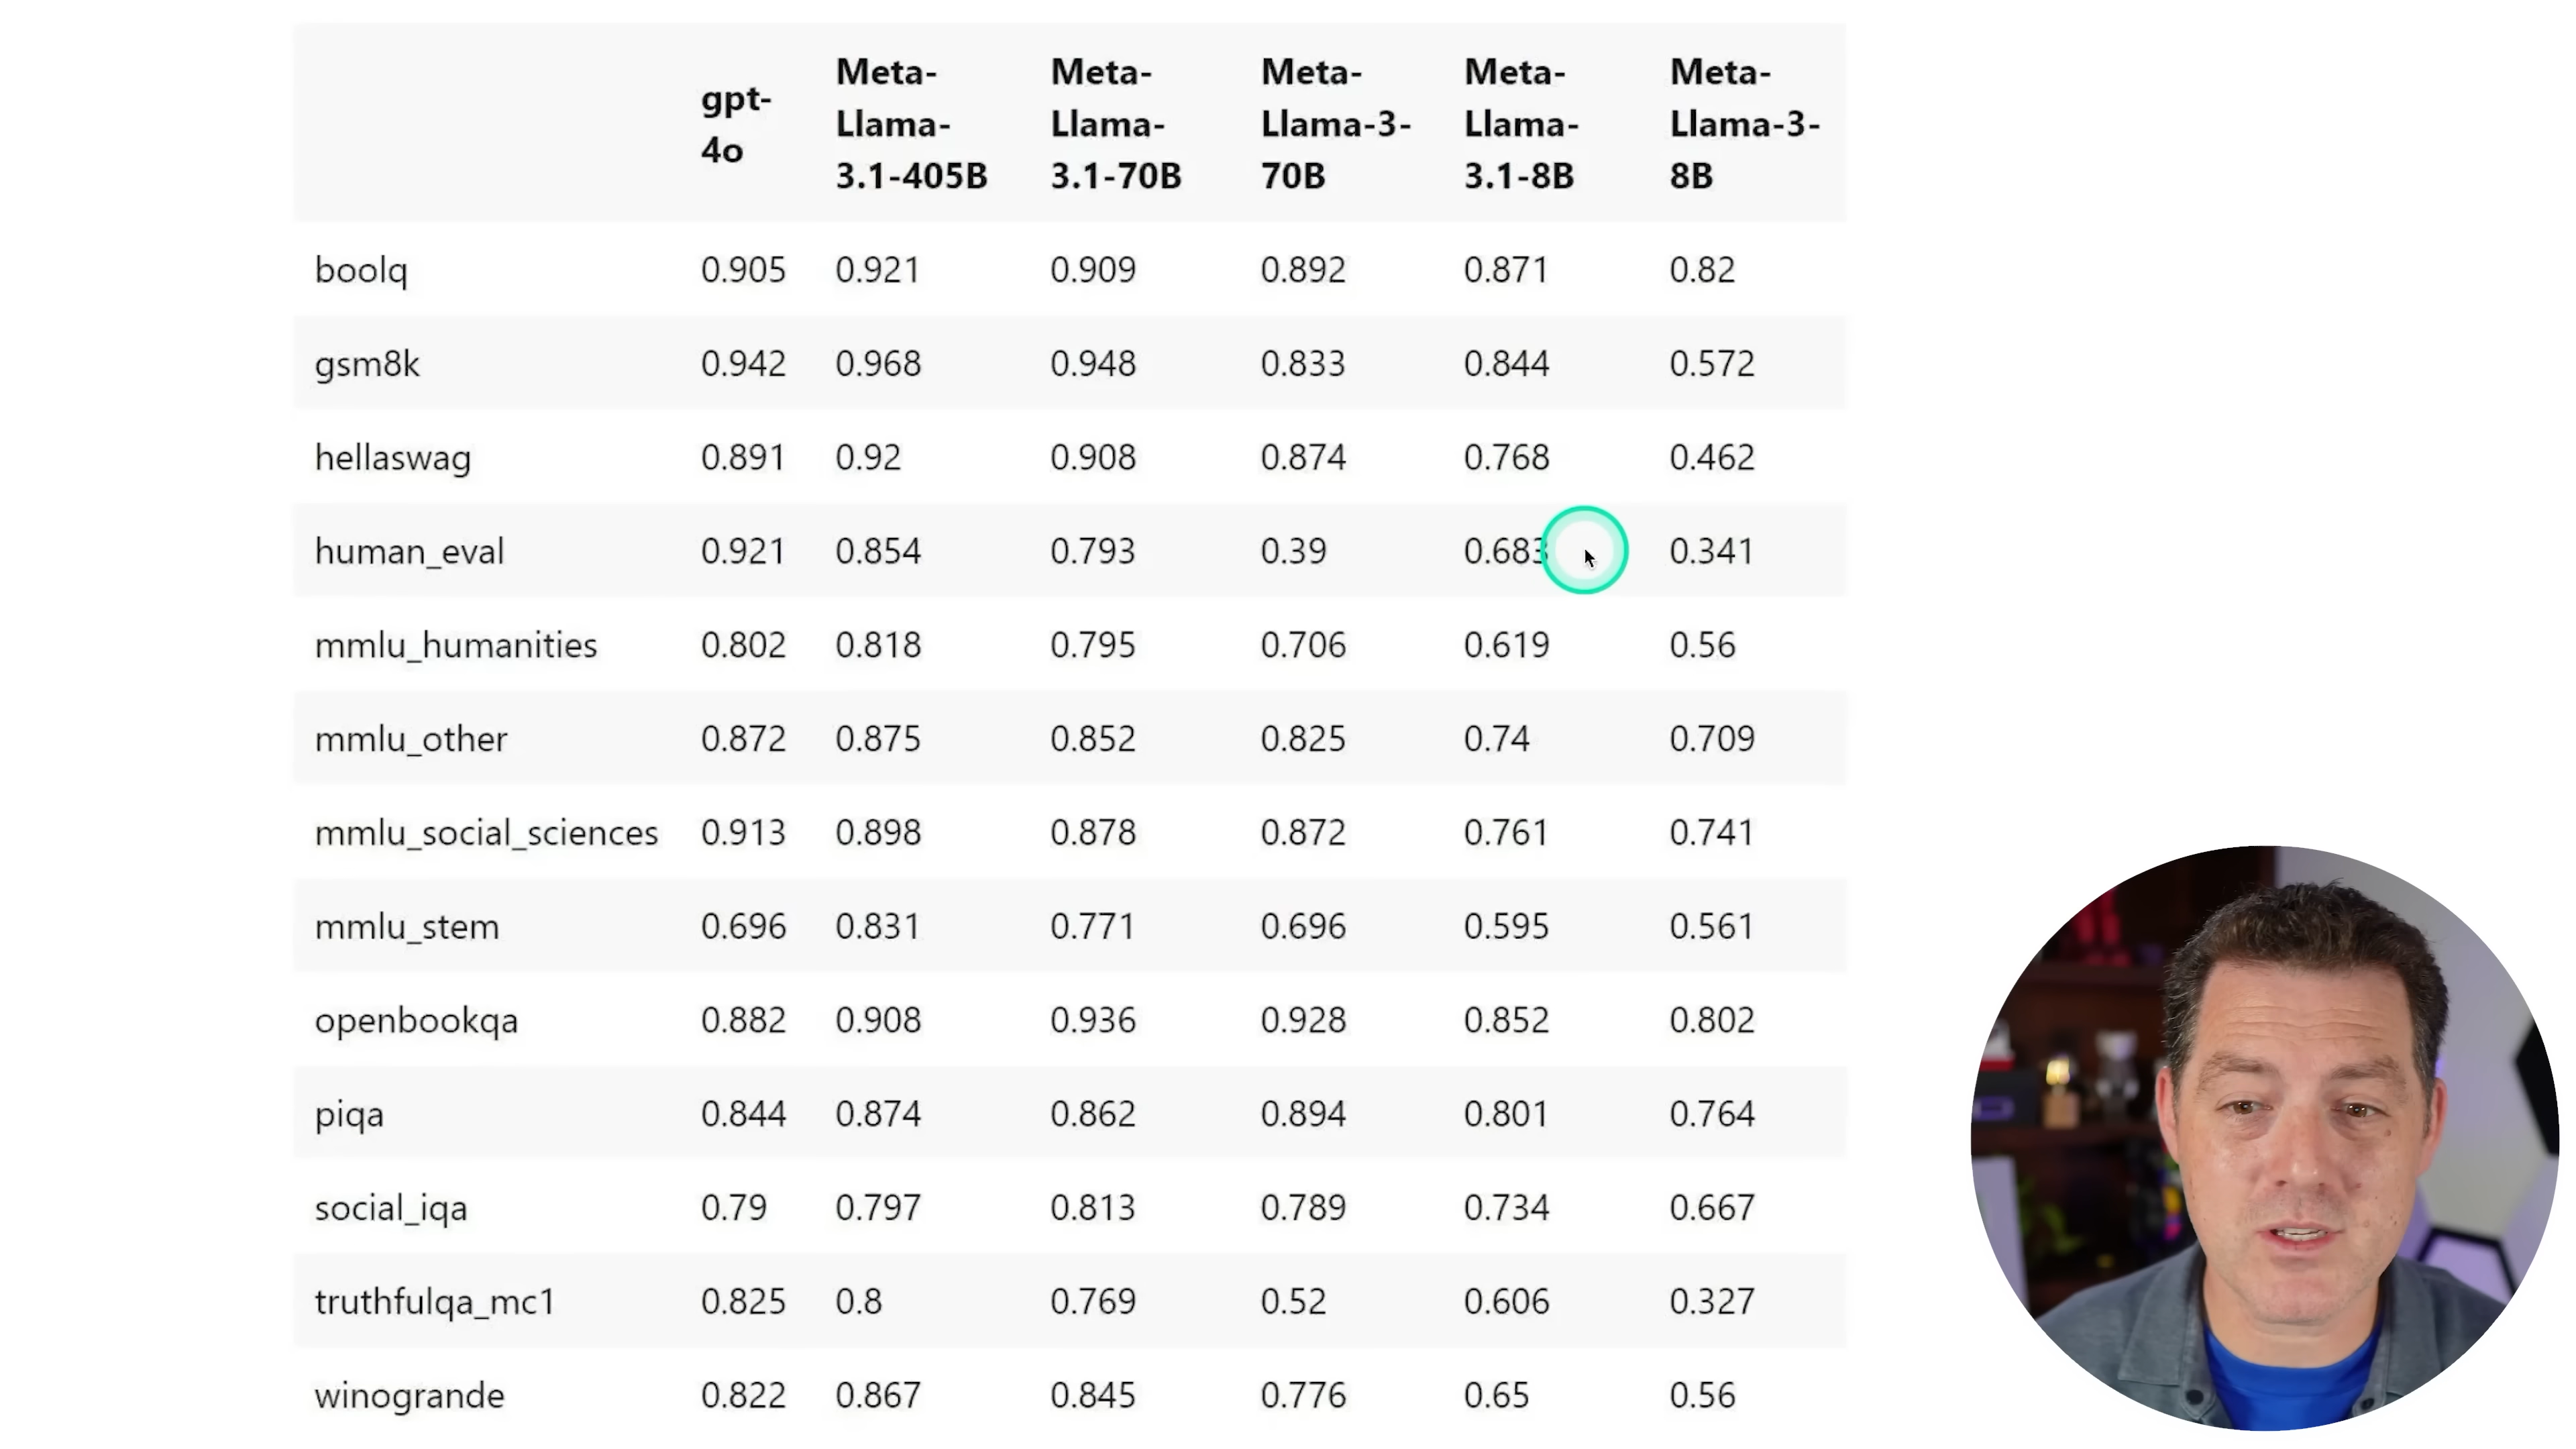 gpt-4o Meta-Llama-3.1-405B Meta-Llama-3.1-70B Meta-Llama-3-70B Meta-Llama-3.1-8B Meta-Llama-3-8B
boolq 0.905 0.921 0.909 0.892 0.871 0.82
gsm8k 0.942 0.968 0.948 0.833 0.844 0.572
hellaswag 0.891 0.92 0.908 0.874 0.768 0.462
human_eval 0.921 0.854 0.793 0.39 0.683 0.341
mmlu_humanities 0.802 0.818 0.795 0.706 0.619 0.56
mmlu_other 0.872 0.875 0.852 0.825 0.74 0.709
mmlu_social_sciences 0.913 0.898 0.878 0.872 0.761 0.741
mmlu_stem 0.696 0.831 0.771 0.696 0.595 0.561
openbookqa 0.882 0.908 0.936 0.928 0.852 0.802
piqa 0.844 0.874 0.862 0.894 0.801 0.764
social_iqa 0.79 0.797 0.813 0.789 0.734 0.667
truthfulqa_mc1 0.825 0.8 0.769 0.52 0.606 0.327
winogrande 0.822 0.867 0.845 0.776 0.65 0.56